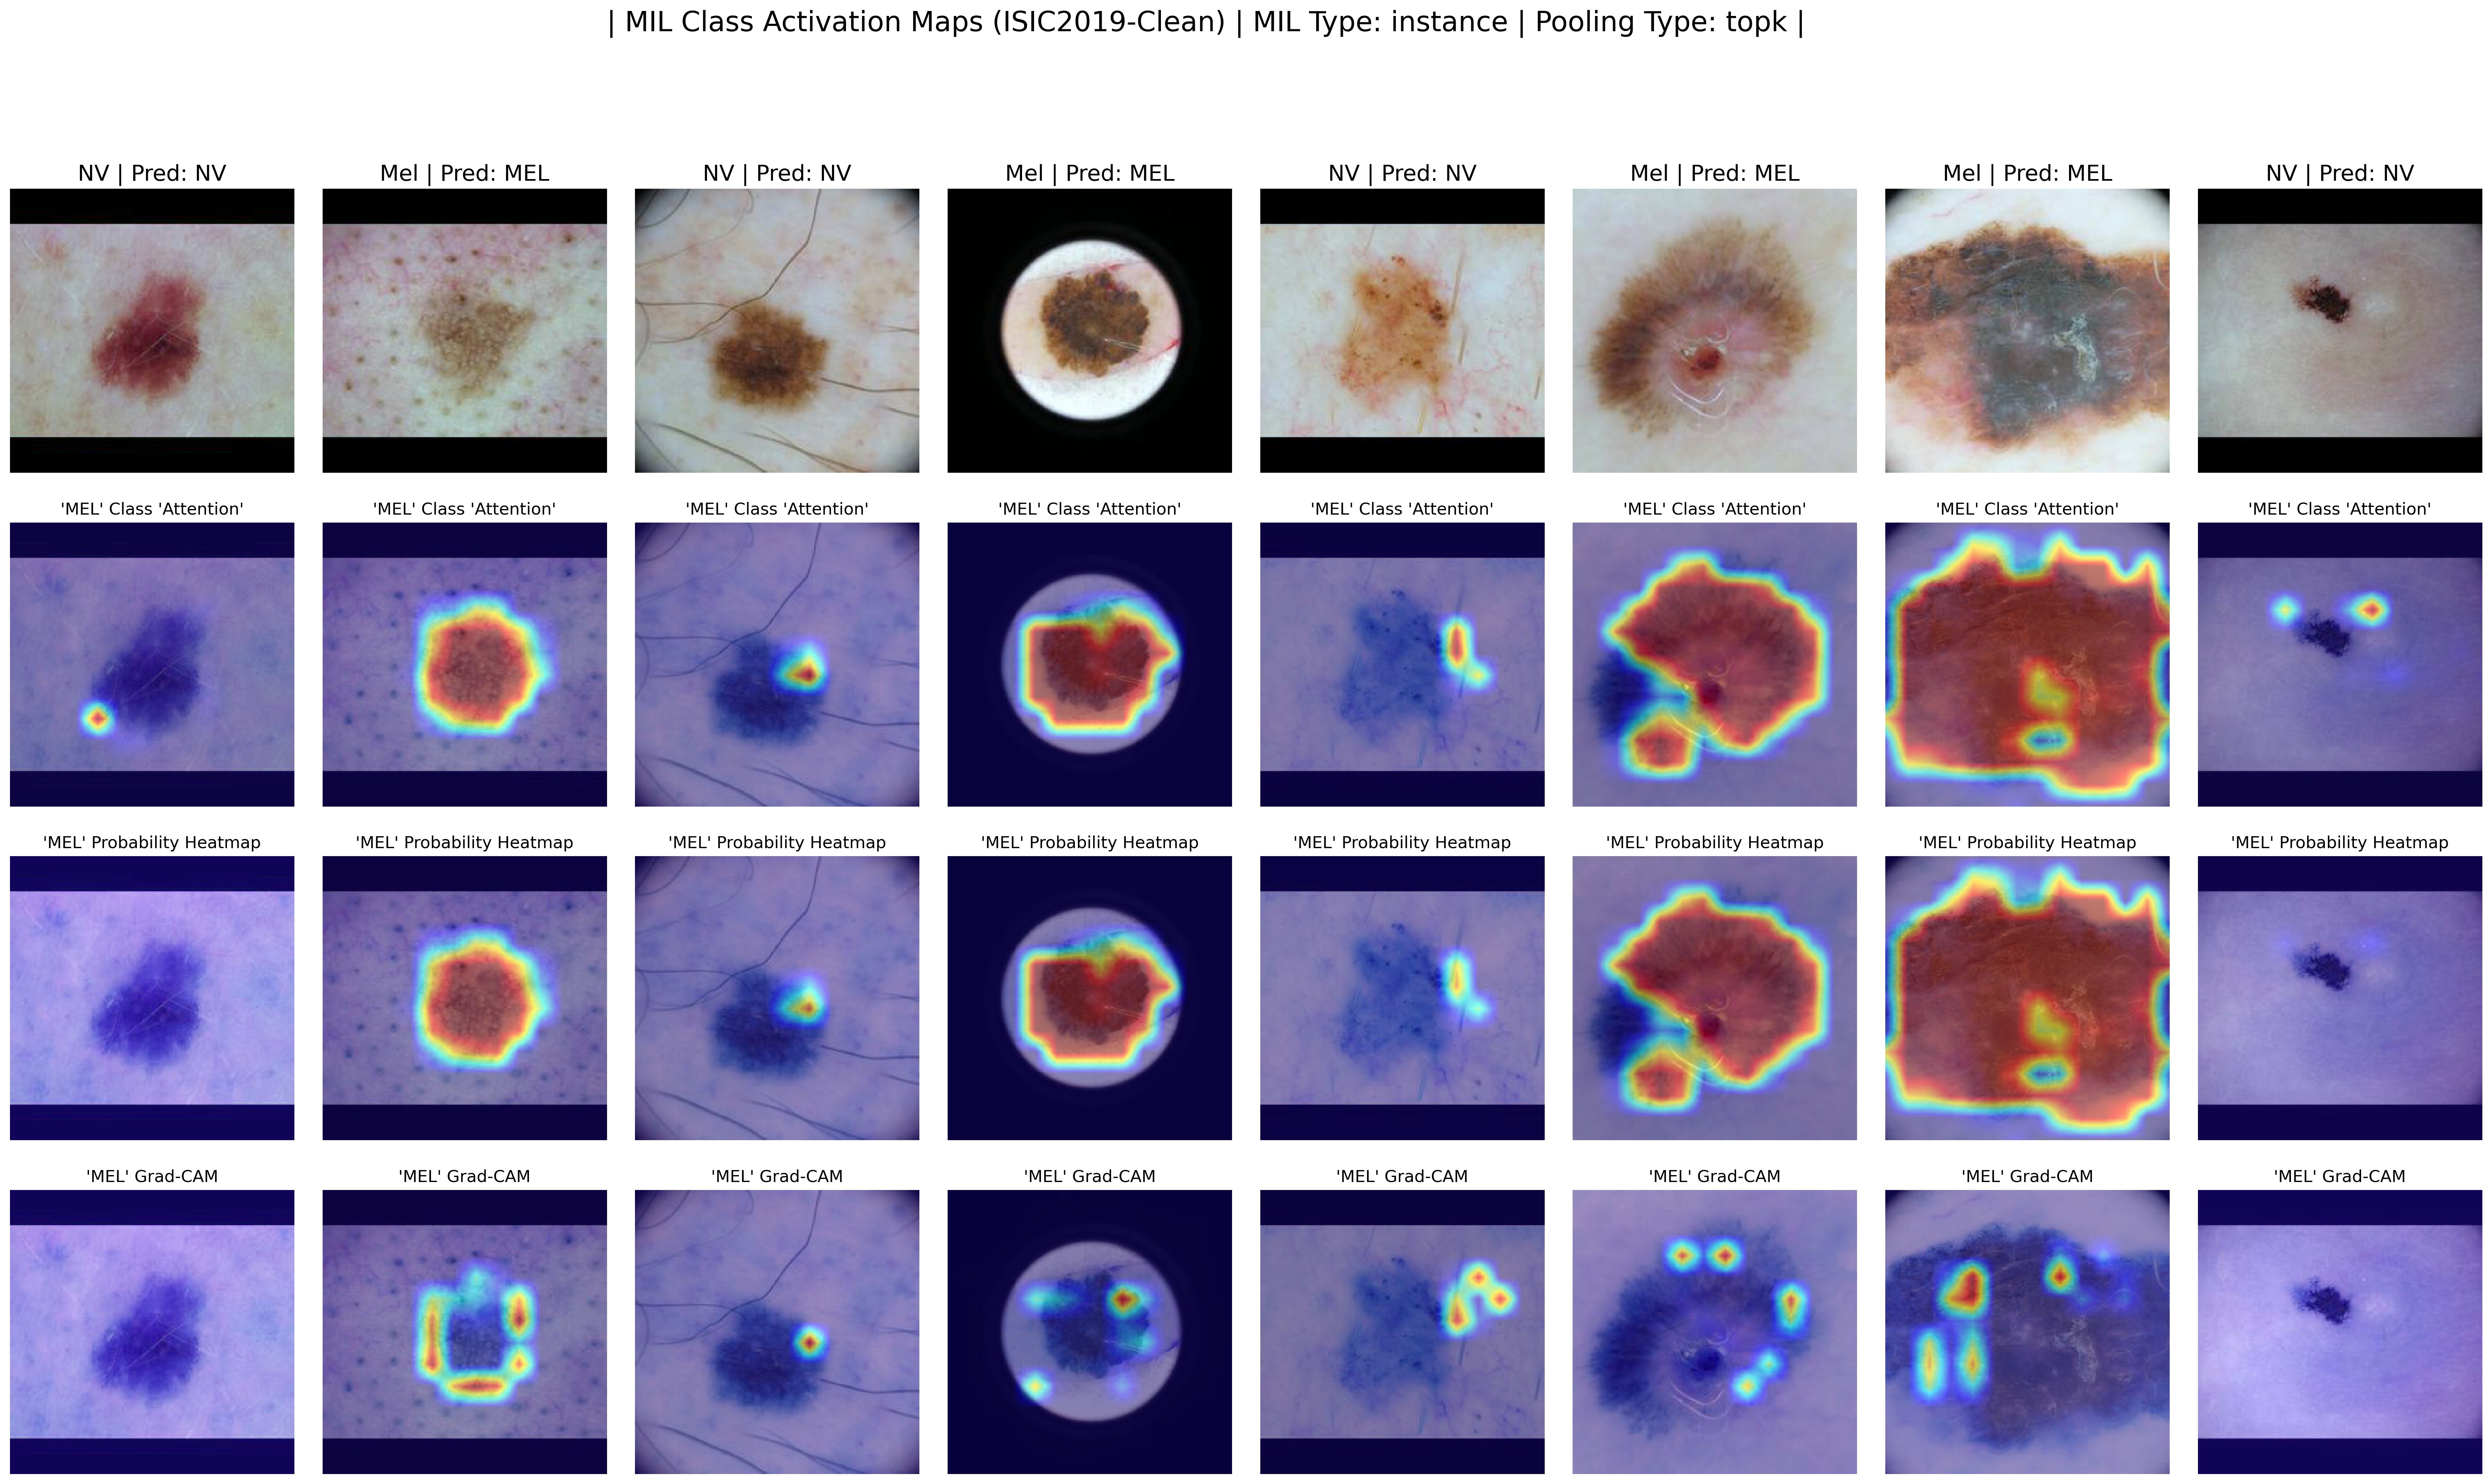 | MIL Class Activation Maps (ISIC2019-Clean) | MIL Type: instance | Pooling Type: topk |
NV | Pred: NV
Mel | Pred: MEL
NV | Pred: NV
Mel | Pred: MEL
NV | Pred: NV
Mel | Pred: MEL
Mel | Pred: MEL
NV | Pred: NV
'MEL' Class 'Attention'
'MEL' Class 'Attention'
'MEL' Class 'Attention'
'MEL' Class 'Attention'
'MEL' Class 'Attention'
'MEL' Class 'Attention'
'MEL' Class 'Attention'
'MEL' Class 'Attention'
'MEL' Probability Heatmap
'MEL' Probability Heatmap
'MEL' Probability Heatmap
'MEL' Probability Heatmap
'MEL' Probability Heatmap
'MEL' Probability Heatmap
'MEL' Probability Heatmap
'MEL' Probability Heatmap
'MEL' Grad-CAM
'MEL' Grad-CAM
'MEL' Grad-CAM
'MEL' Grad-CAM
'MEL' Grad-CAM
'MEL' Grad-CAM
'MEL' Grad-CAM
'MEL' Grad-CAM